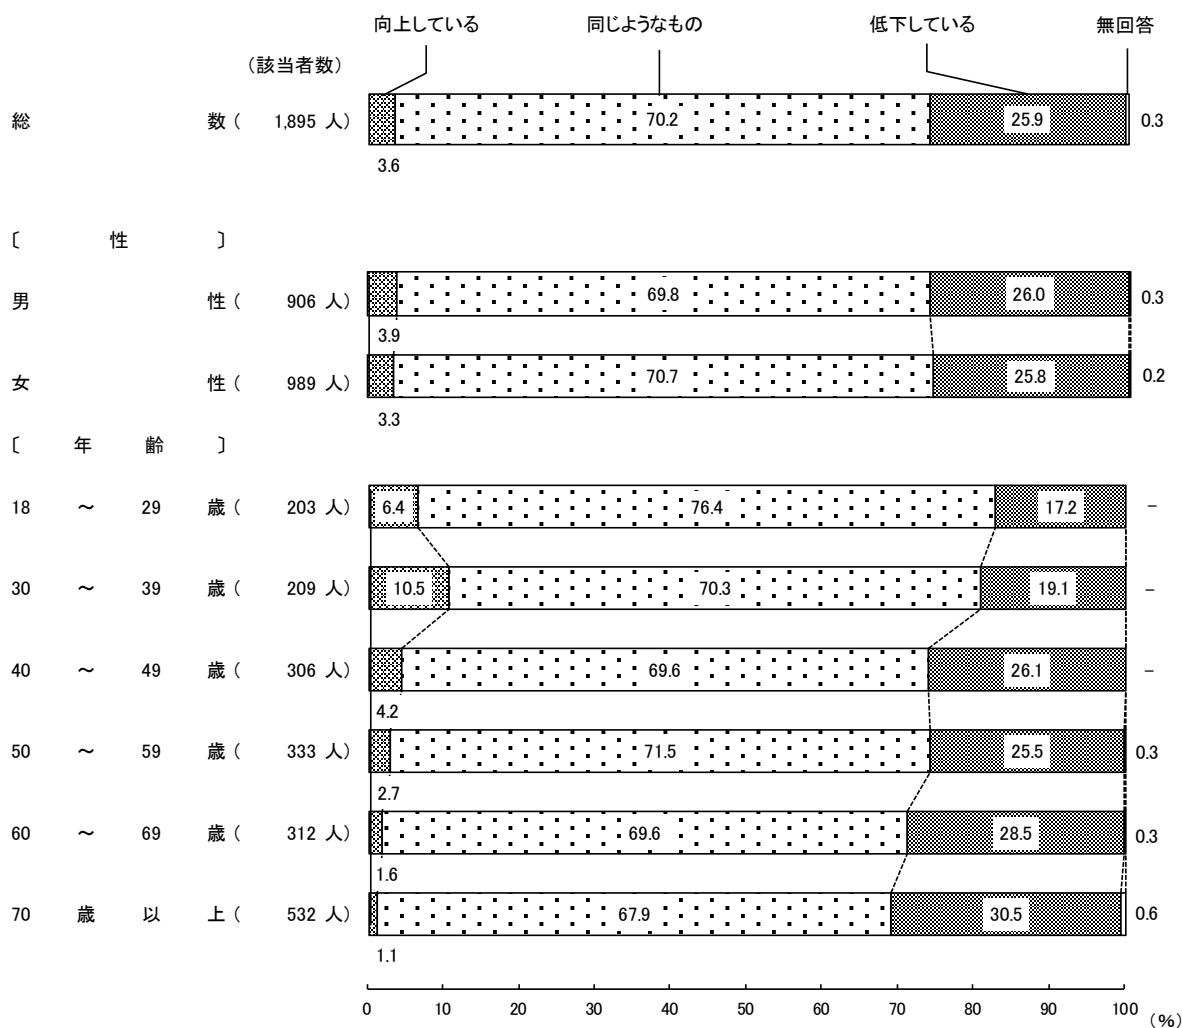 向上している 同じようなもの 低下している 無回答
（該当者数）
総 数（ 1,895 人） 70.2 25.9 0.3
3.6
〔 性 〕
男 性（ 906 人） 69.8 26.0 0.3
3.9
女 性（ 989 人） 70.7 25.8 0.2
3.3
〔 年 齢 〕
18 ～ 29 歳（ 203 人） 6.4 76.4 17.2 −
30 ～ 39 歳（ 209 人） 10.5 70.3 19.1 −
40 ～ 49 歳（ 306 人） 69.6 26.1 −
4.2
50 ～ 59 歳（ 333 人） 71.5 25.5 0.3
2.7
60 ～ 69 歳（ 312 人） 69.6 28.5 0.3
1.6
70 歳 以 上（ 532 人） 67.9 30.5 0.6
1.1
0 10 20 30 40 50 60 70 80 90 100
（％）